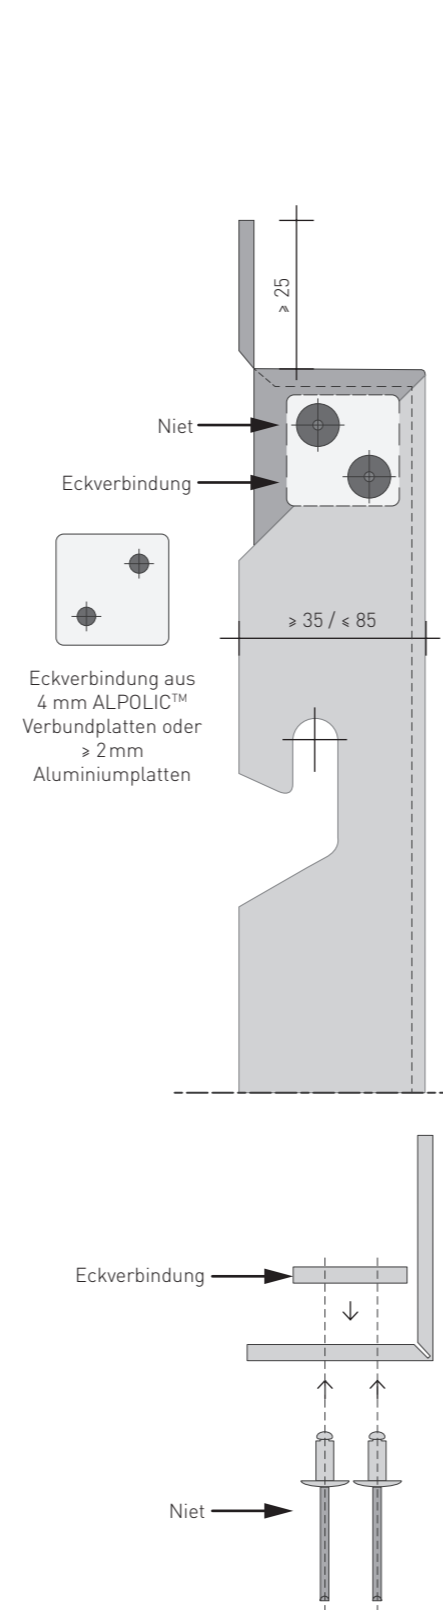 ⩾ 25
Niet
Eckverbindung
⩾ 35 / ⩽ 85
Eckverbindung aus
4 mm ALPOLIC™
Verbundplatten oder
⩾ 2 mm
Aluminiumplatten
Eckverbindung
Niet